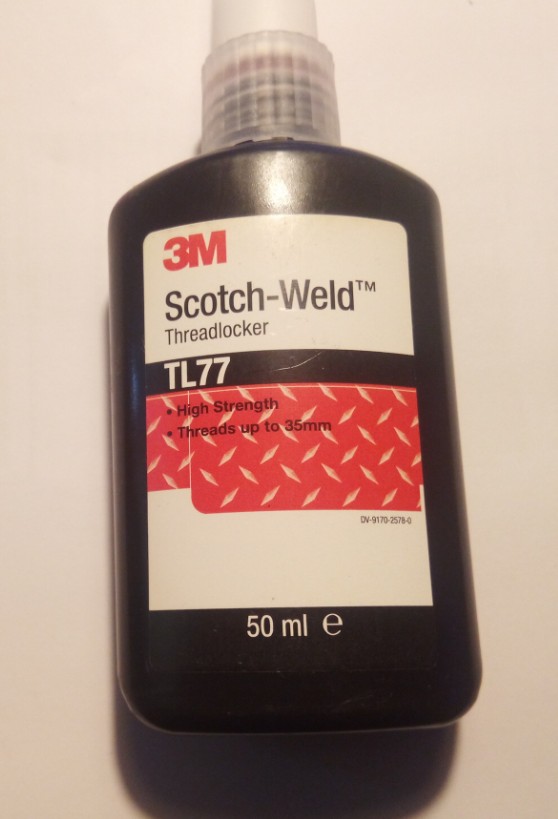 3M
Scotch-Weld™
Threadlocker
TL77
• High Strength
• Threads up to 35mm
DV-9170-2578-0
50 ml ℮